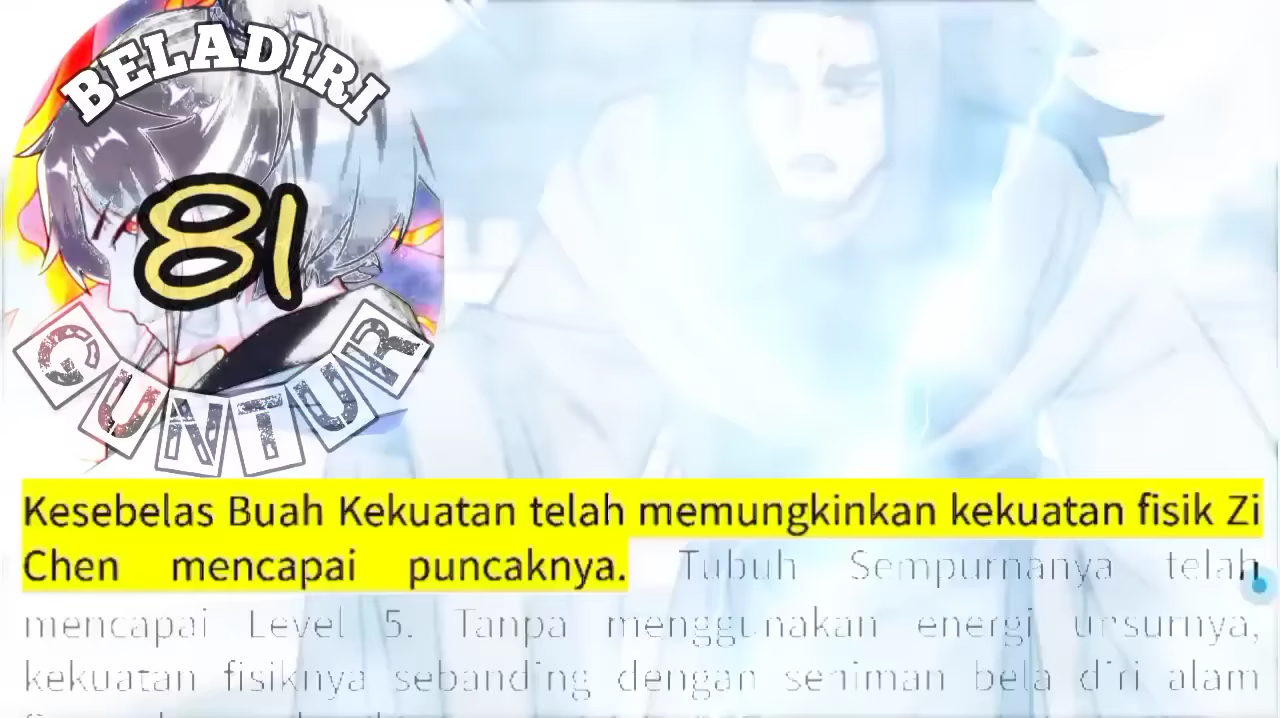 BELADIRI
81
GUNTUR
Kesebelas Buah Kekuatan telah memungkinkan kekuatan fisik Zi
Chen mencapai puncaknya. Tubuh Sempurnanya telah
mencapai Level 5. Tanpa menggunakan energi unsurnya,
kekuatan fisiknya sebanding dengan seniman bela diri alam